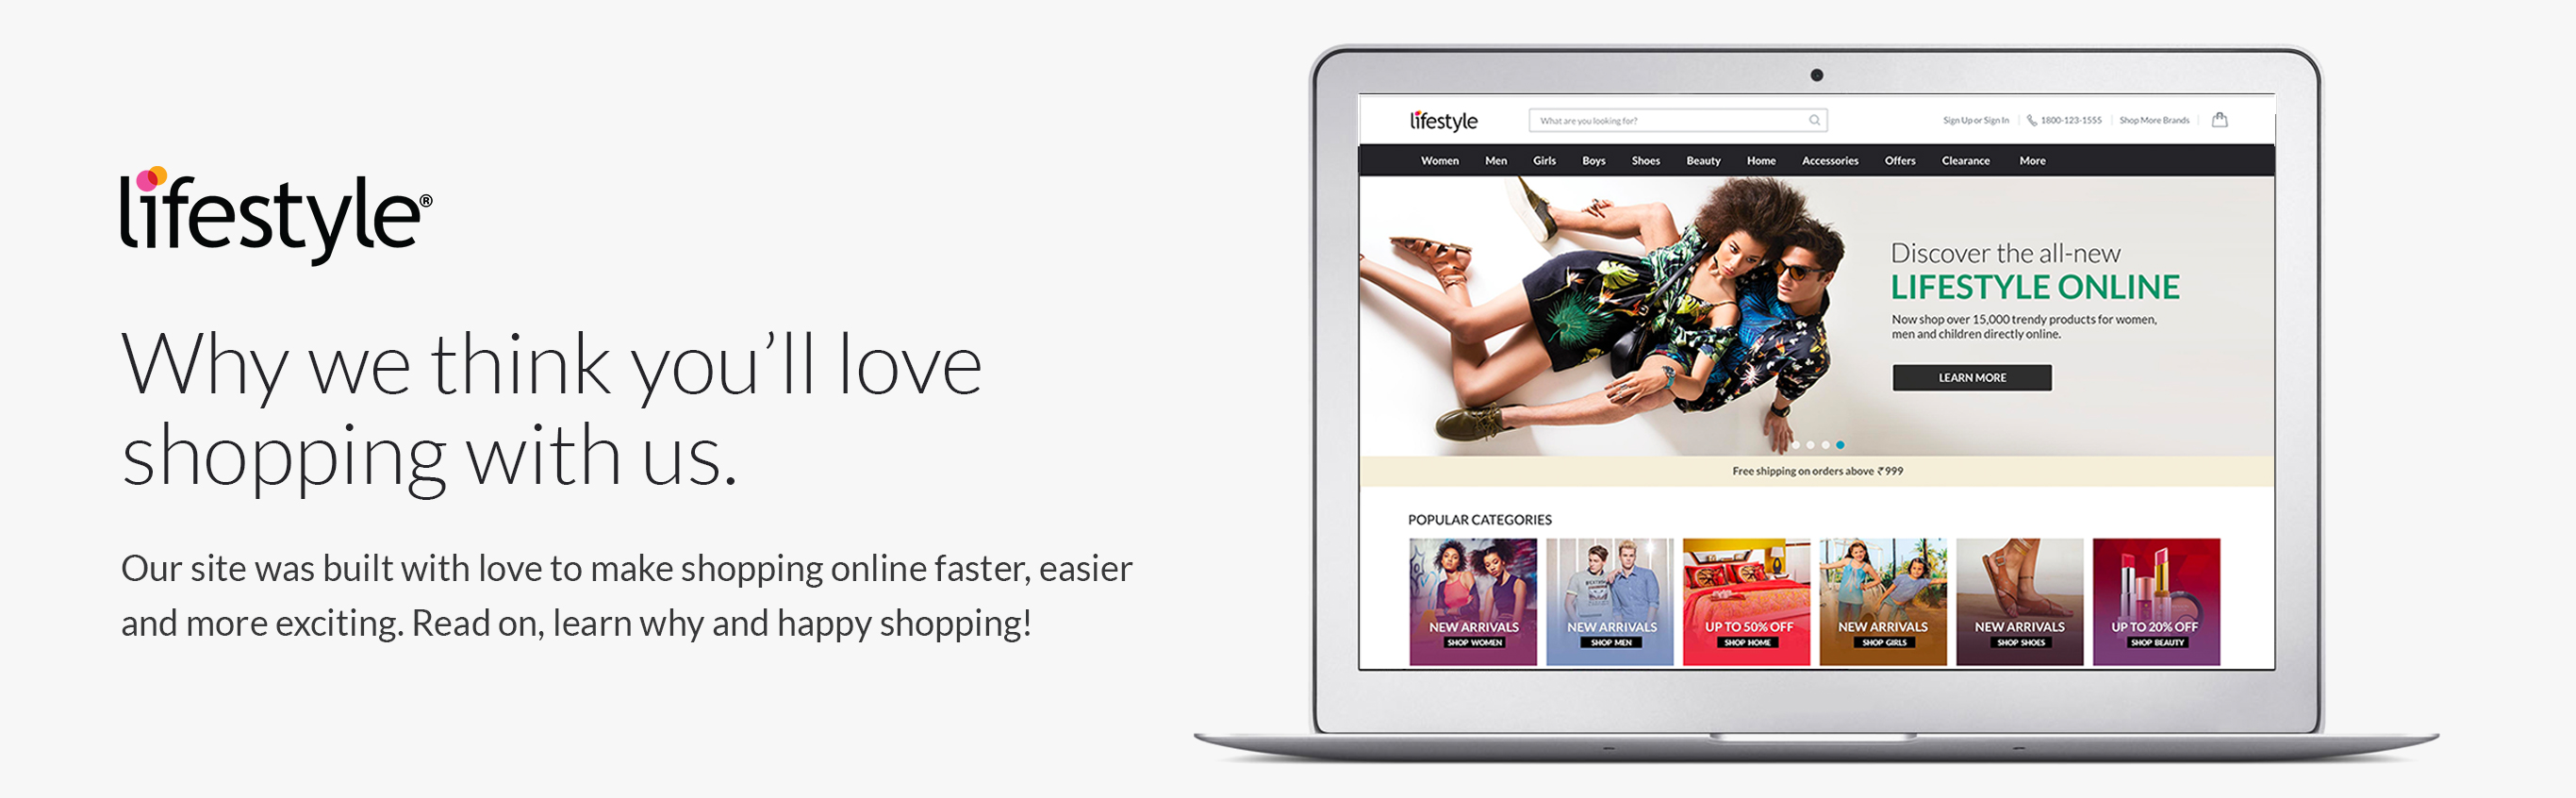 lifestyle®
Why we think you'll love
shopping with us.
Our site was built with love to make shopping online faster, easier
and more exciting. Read on, learn why and happy shopping!
lifestyle
What are you looking for?
Sign Up or Sign In
1800-123-1555
Shop More Brands
Women Men Girls Boys Shoes Beauty Home Accessories Offers Clearance More
Discover the all-new
LIFESTYLE ONLINE
Now shop over 15,000 trendy products for women,
men and children directly online.
LEARN MORE
Free shipping on orders above ₹999
POPULAR CATEGORIES
NEW ARRIVALS
SHOP WOMEN
NEW ARRIVALS
SHOP MEN
UP TO 50% OFF
SHOP HOME
NEW ARRIVALS
SHOP GIRLS
NEW ARRIVALS
SHOP SHOES
UP TO 20% OFF
SHOP BEAUTY